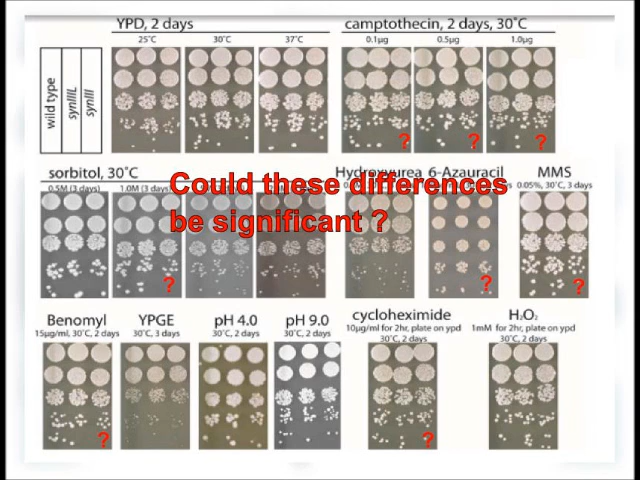 YPD, 2 days
camptothecin, 2 days, 30˚C
25˚C 30˚C 37˚C
0.1µg 0.5µg 1.0µg
wild type
synIIIL
synIII
? ? ?
sorbitol, 30˚C
Hydroxyurea 6-Azauracil MMS
0.5M (3 days) 1.0M (3 days)
0.05%, 30˚C, 3 days
Could these differences
be significant ?
? ? ?
Benomyl YPGE pH 4.0 pH 9.0 cycloheximide H₂O₂
15µg/ml, 30˚C, 2 days 30˚C, 3 days 30˚C, 2 days 30˚C, 2 days 10µg/ml for 2hr, plate on ypd 1mM for 2hr, plate on ypd
30˚C, 2 days 30˚C, 2 days
? ?